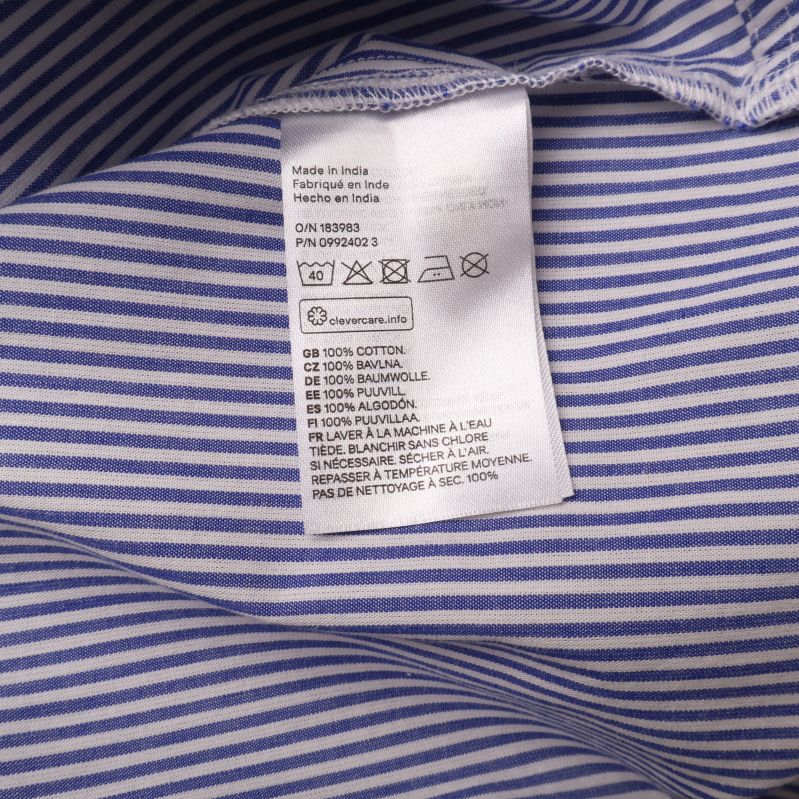 Made in India
Fabriqué en Inde
Hecho en India
O/N 183983
P/N 0992402 3
40
clevercare.info
GB 100% COTTON.
CZ 100% BAVLNA.
DE 100% BAUMWOLLE.
EE 100% PUUVILL.
ES 100% ALGODÓN.
FI 100% PUUVILLAA.
FR LAVER À LA MACHINE À L'EAU
TIÈDE. BLANCHIR SANS CHLORE
SI NÉCESSAIRE. SÉCHER À L'AIR.
REPASSER À TEMPÉRATURE MOYENNE.
PAS DE NETTOYAGE À SEC. 100%